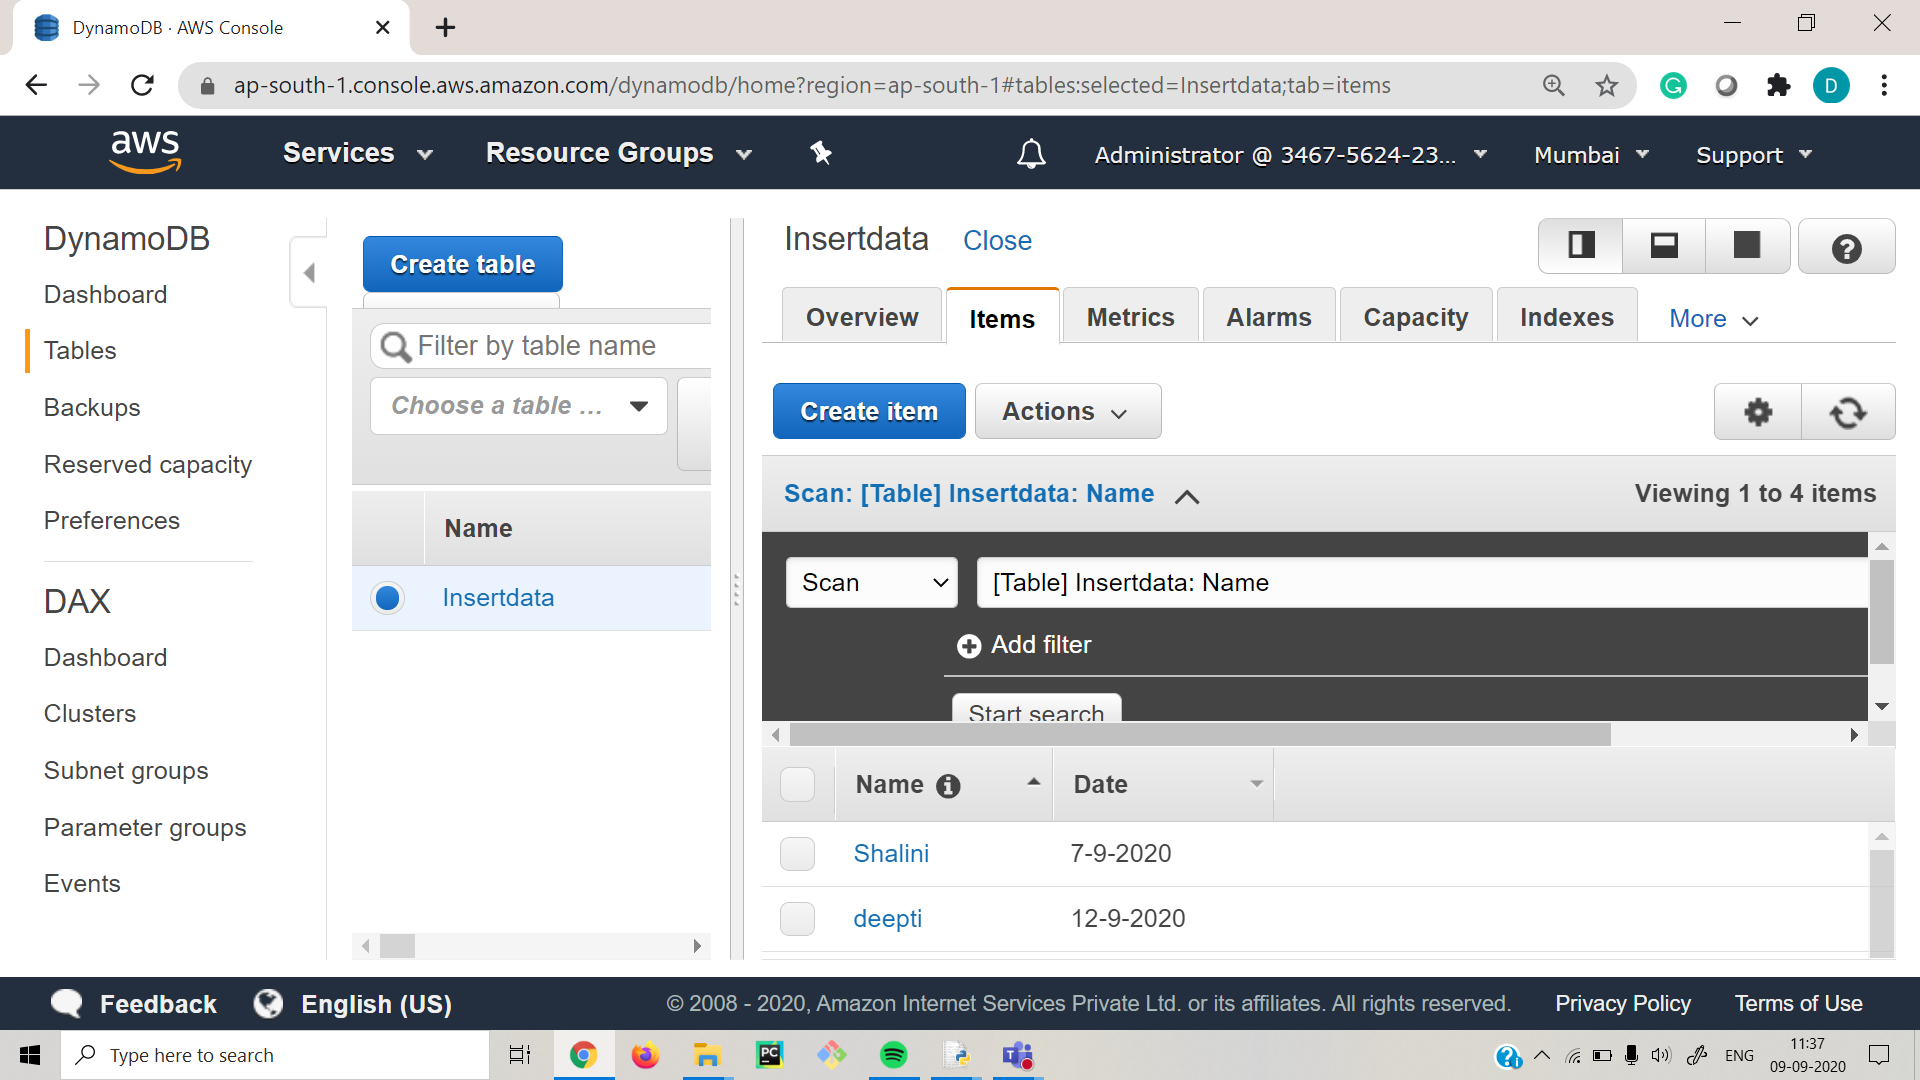 DynamoDB · AWS Console
ap-south-1.console.aws.amazon.com/dynamodb/home?region=ap-south-1#tables:selected=Insertdata;tab=items
D
aws
Services
Resource Groups
Administrator @ 3467-5624-23...
Mumbai
Support
DynamoDB
Dashboard
Tables
Backups
Reserved capacity
Preferences
DAX
Dashboard
Clusters
Subnet groups
Parameter groups
Events
Create table
Filter by table name
Choose a table ...
Name
Insertdata
Insertdata
Close
Overview
Items
Metrics
Alarms
Capacity
Indexes
More
Create item
Actions
Scan: [Table] Insertdata: Name
Viewing 1 to 4 items
Scan
[Table] Insertdata: Name
Add filter
Start search
Name
Date
Shalini
7-9-2020
deepti
12-9-2020
Feedback
English (US)
© 2008 - 2020, Amazon Internet Services Private Ltd. or its affiliates. All rights reserved.
Privacy Policy
Terms of Use
Type here to search
PC
ENG
11:37
09-09-2020